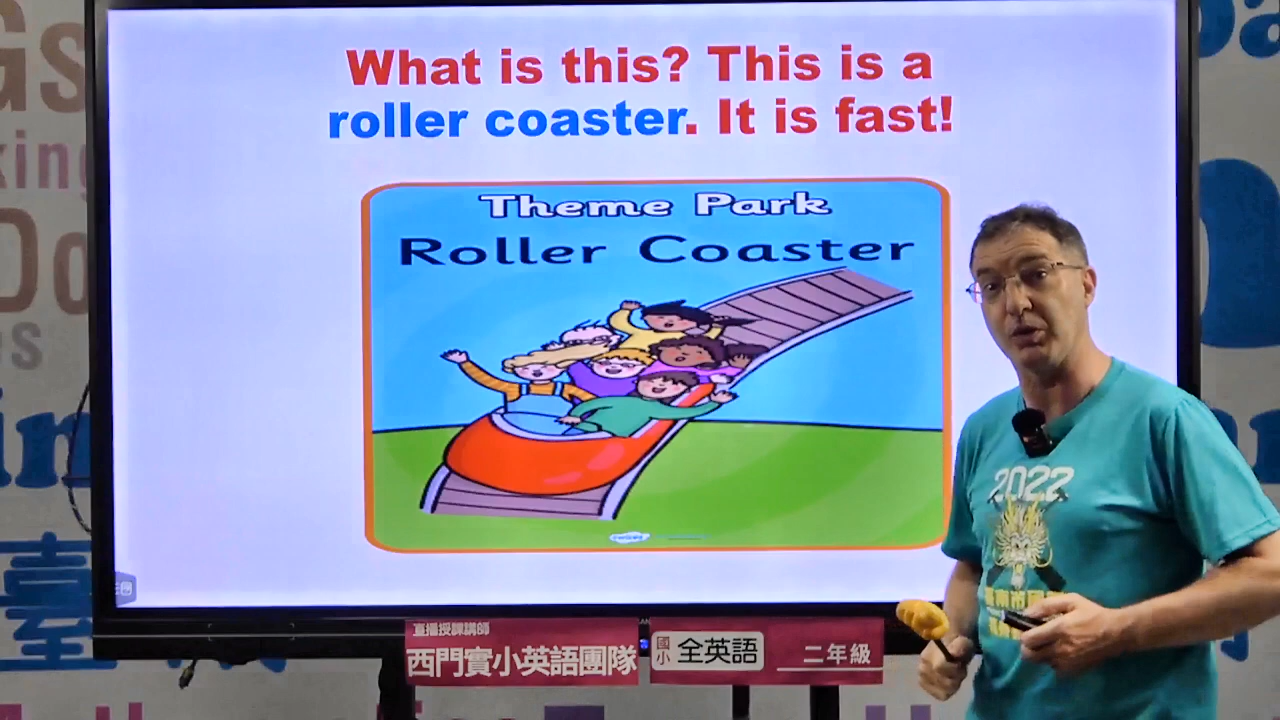 What is this? This is a
roller coaster. It is fast!
Theme Park
Roller Coaster
2022
直播授課講師
西門實小英語團隊
國小
全英語
二年級
臺